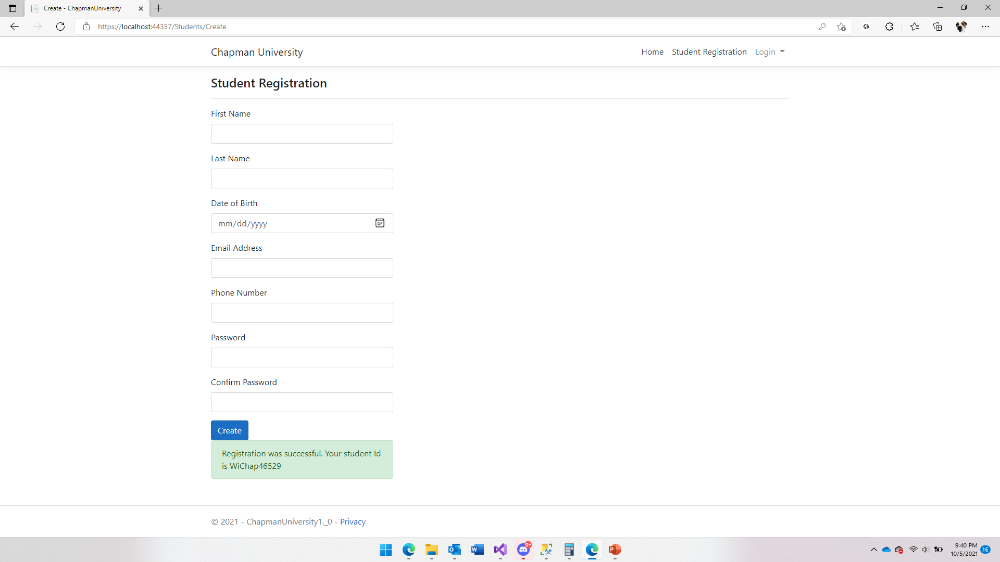 Create - ChapmanUniversity
https://localhost:44357/Students/Create
Chapman University
Home
Student Registration
Login
Student Registration
First Name
Last Name
Date of Birth
mm/dd/yyyy
Email Address
Phone Number
Password
Confirm Password
Create
Registration was successful. Your student Id
is WiChap46529
© 2021 - ChapmanUniversity1._0 - Privacy
9+
9:40 PM
10/5/2021
16